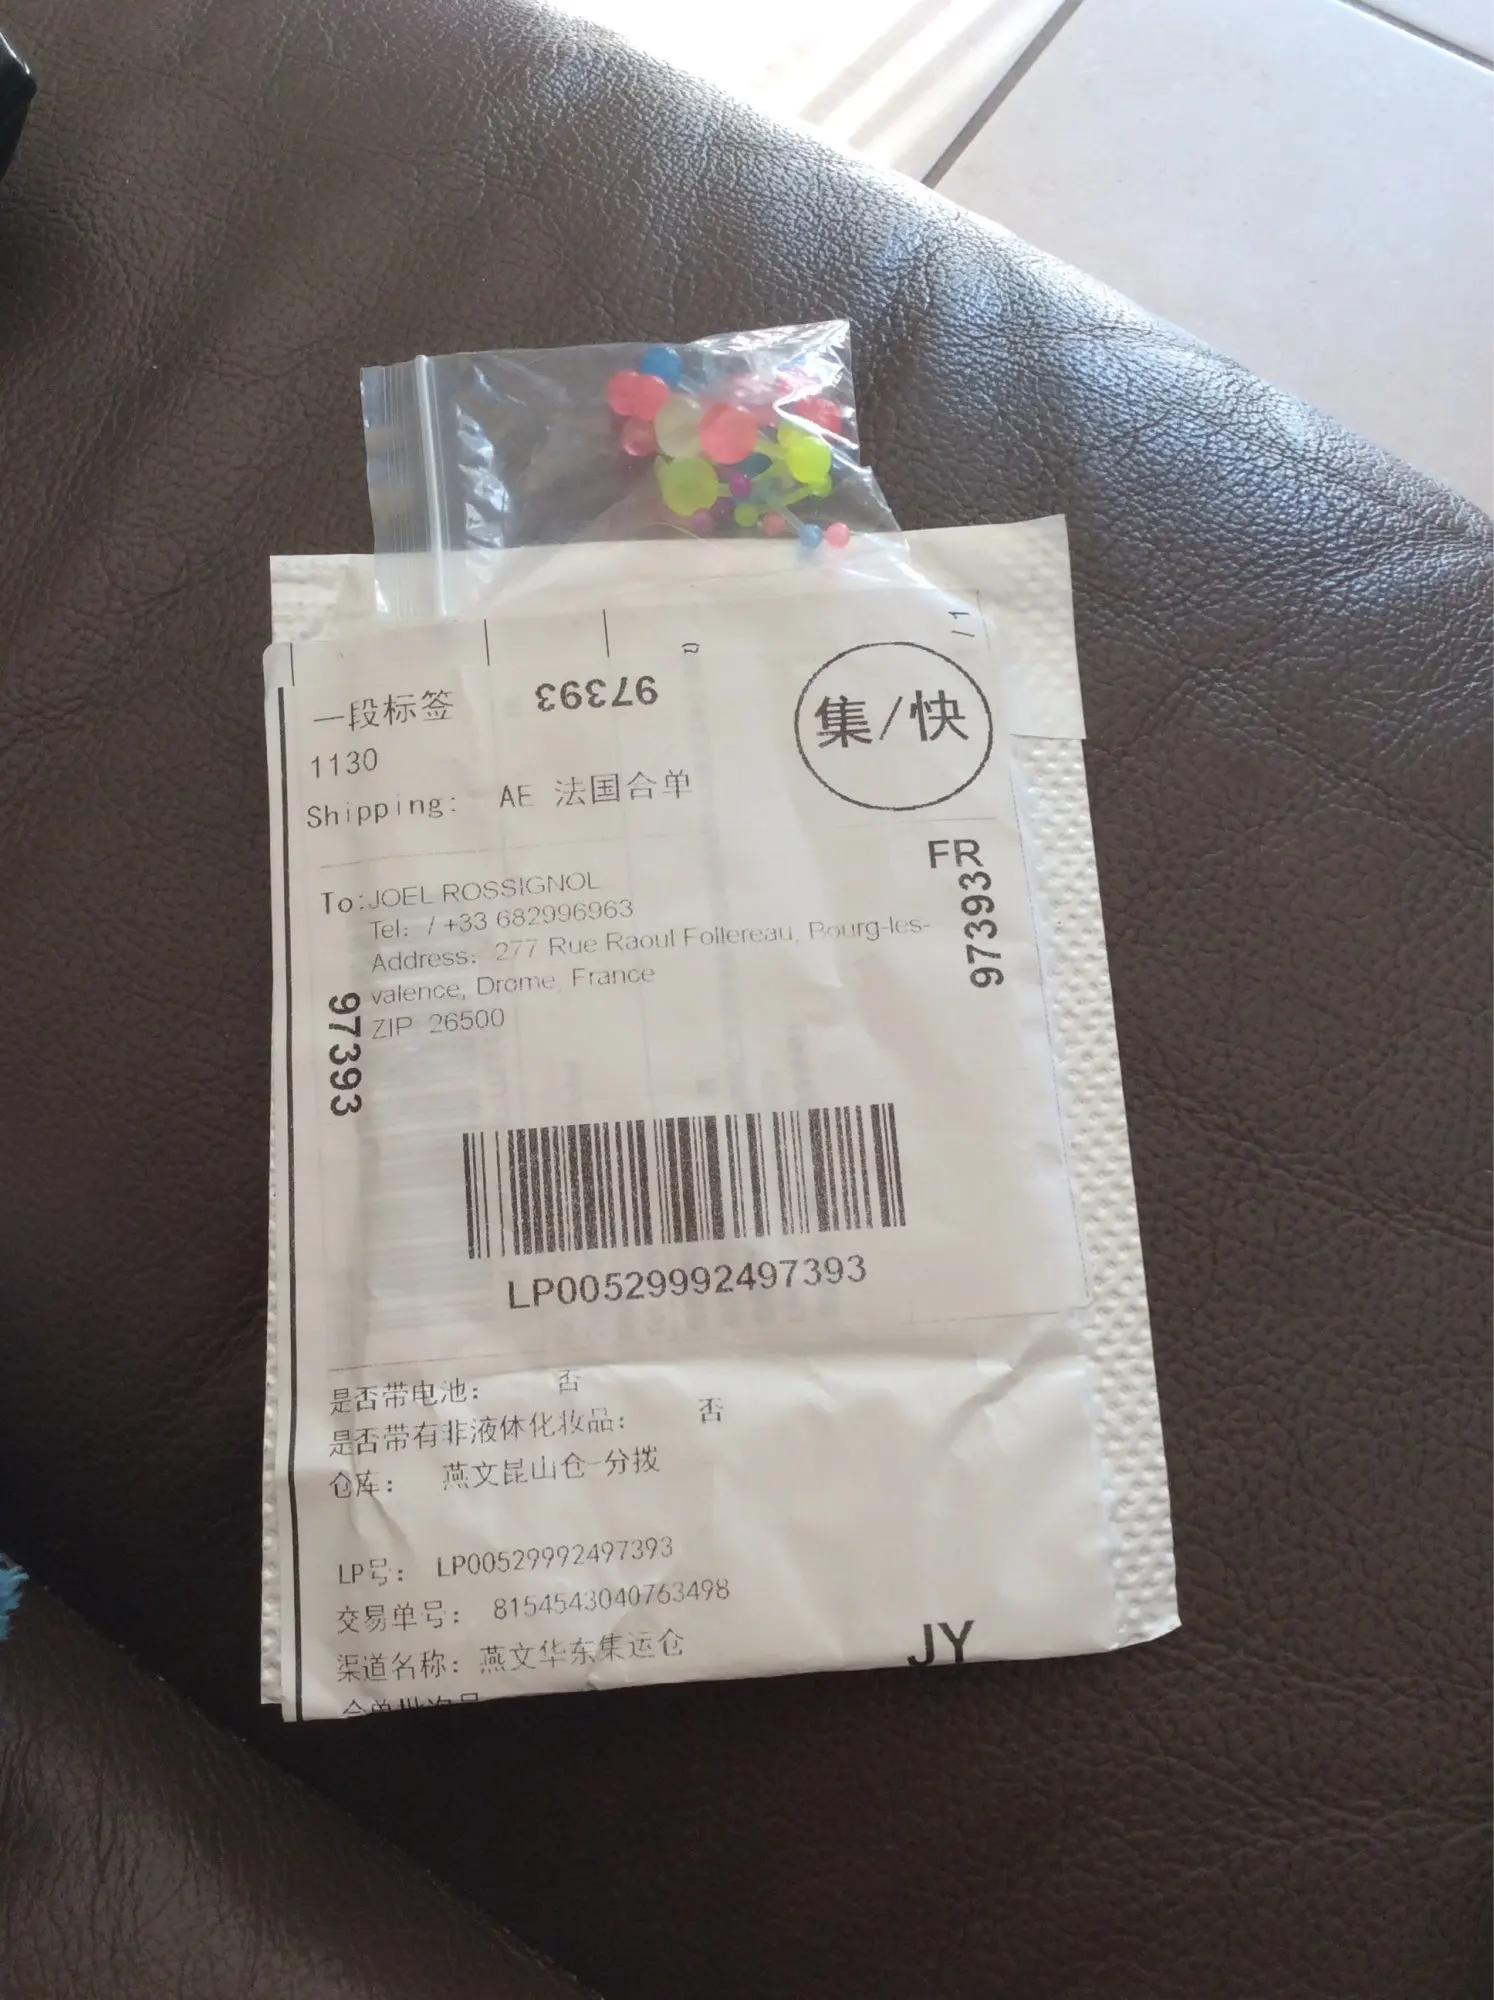 /1
一段标签
97393
集/快
1130
Shipping: AE 法国合单
FR
97393
To:JOEL ROSSIGNOL
Tel: / +33 682996963
Address: 277 Rue Raoul Follereau, Bourg-les-
valence, Drome, France
ZIP 26500
97393
LP00529992497393
是否带电池: 否
是否带有非液体化妆品: 否
仓库: 燕文昆山仓-分拨
LP号: LP00529992497393
交易单号: 8154543040763498
渠道名称: 燕文华东集运仓
JY